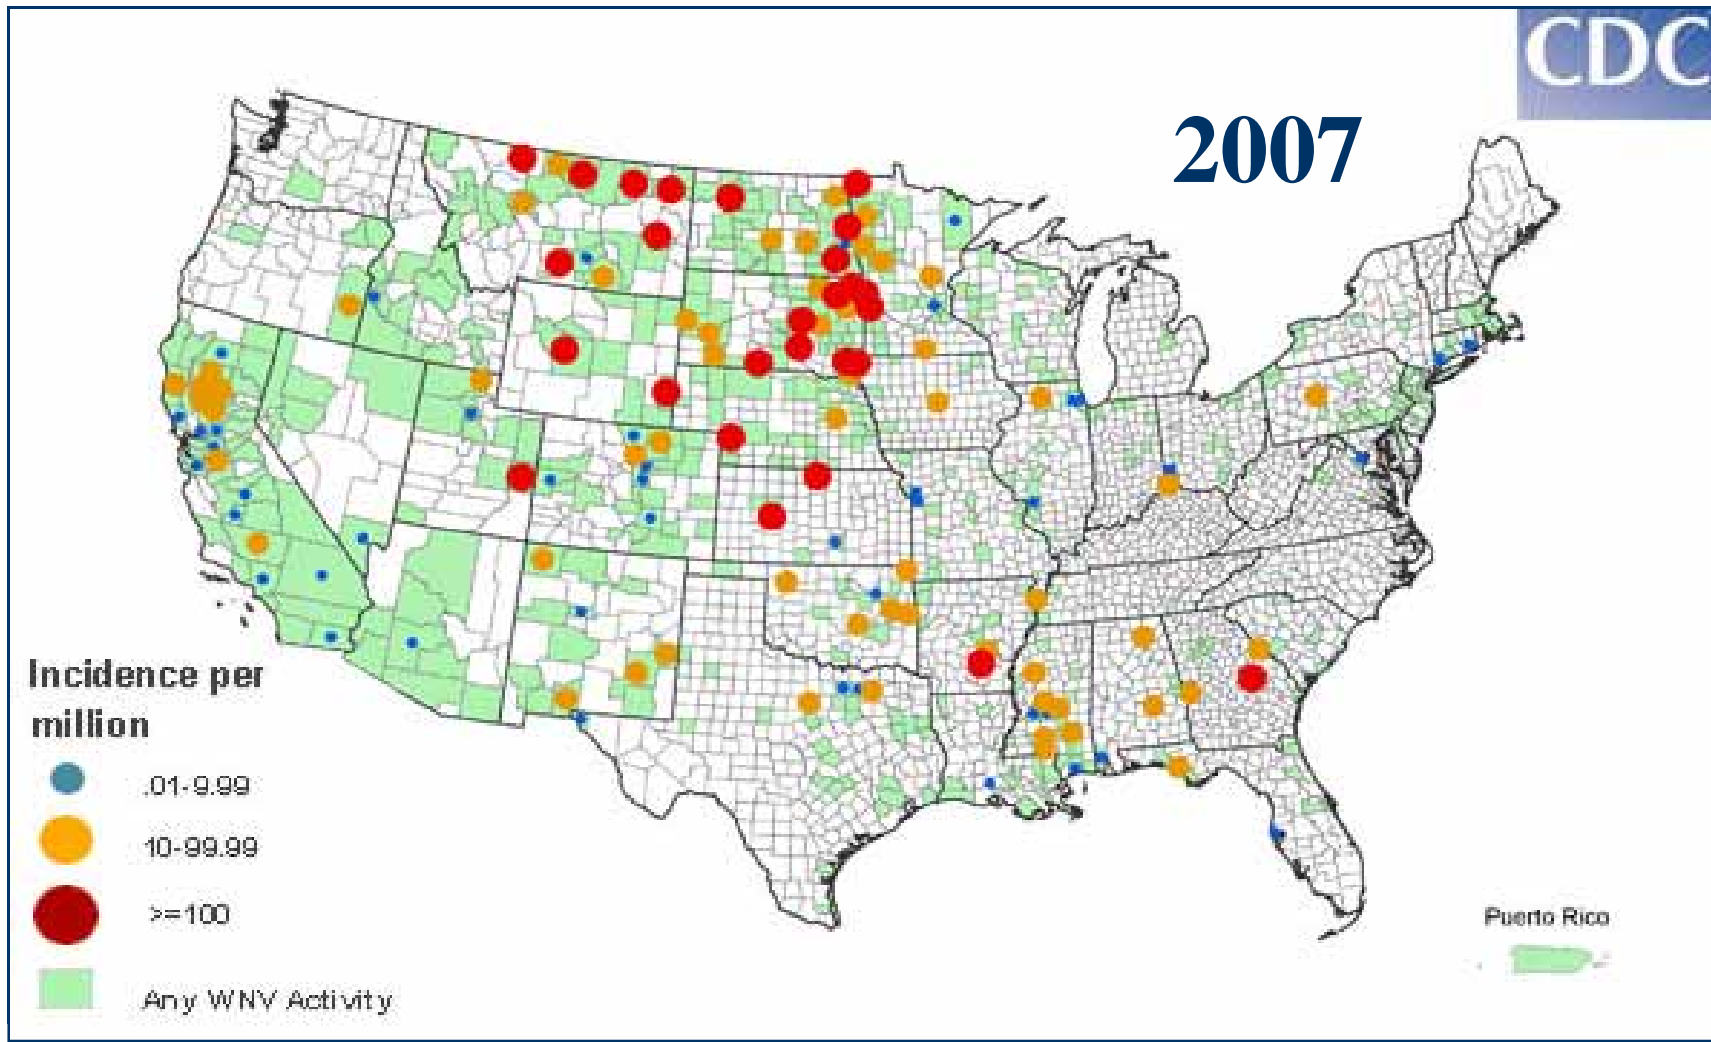 CDC
2007
Incidence per
million
.01-9.99
10-99.99
>=100
Any WNV Activity
Puerto Rico